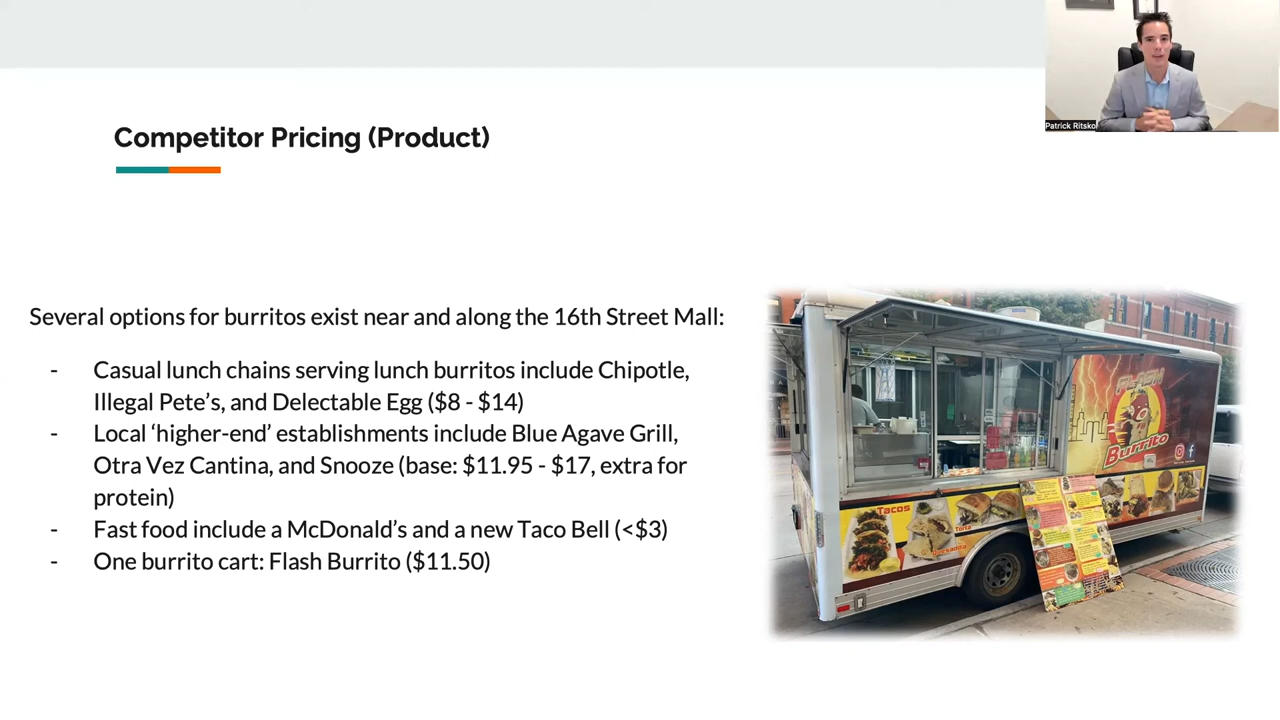 Patrick Ritsko
Competitor Pricing (Product)
Several options for burritos exist near and along the 16th Street Mall:
- Casual lunch chains serving lunch burritos include Chipotle,
Illegal Pete’s, and Delectable Egg ($8 - $14)
- Local ‘higher-end’ establishments include Blue Agave Grill,
Otra Vez Cantina, and Snooze (base: $11.95 - $17, extra for
protein)
- Fast food include a McDonald’s and a new Taco Bell (<$3)
- One burrito cart: Flash Burrito ($11.50)
FLASH
Burrito
Tacos
Torta